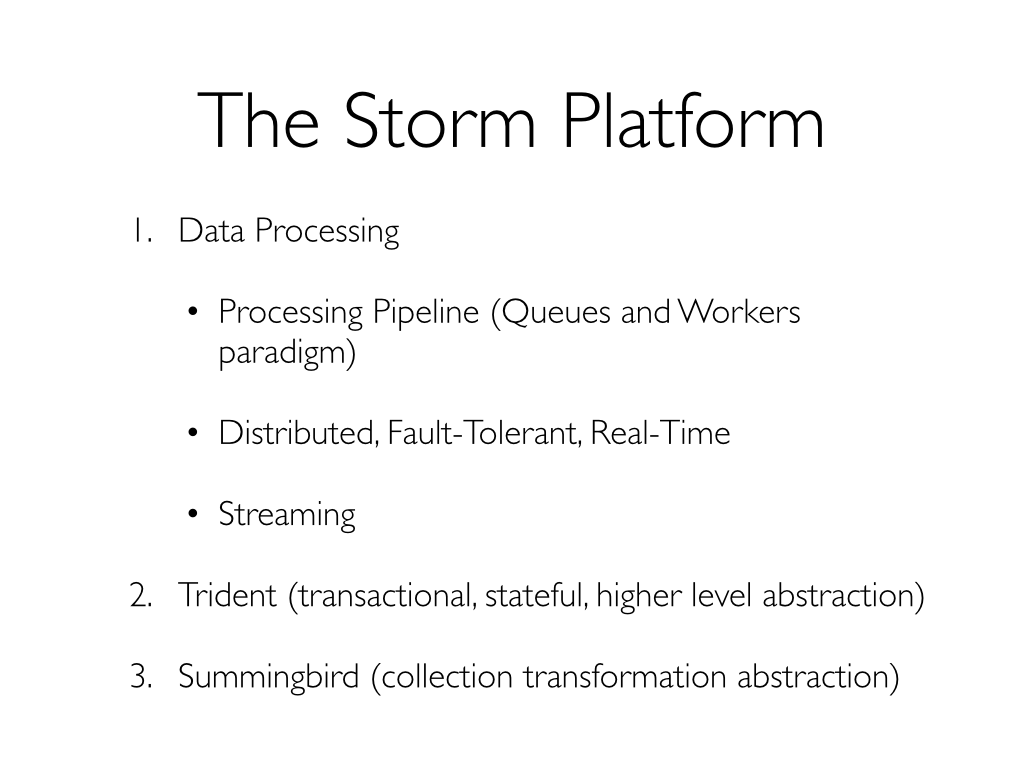 The Storm Platform
1. Data Processing
• Processing Pipeline (Queues and Workers
paradigm)
• Distributed, Fault-Tolerant, Real-Time
• Streaming
2. Trident (transactional, stateful, higher level abstraction)
3. Summingbird (collection transformation abstraction)